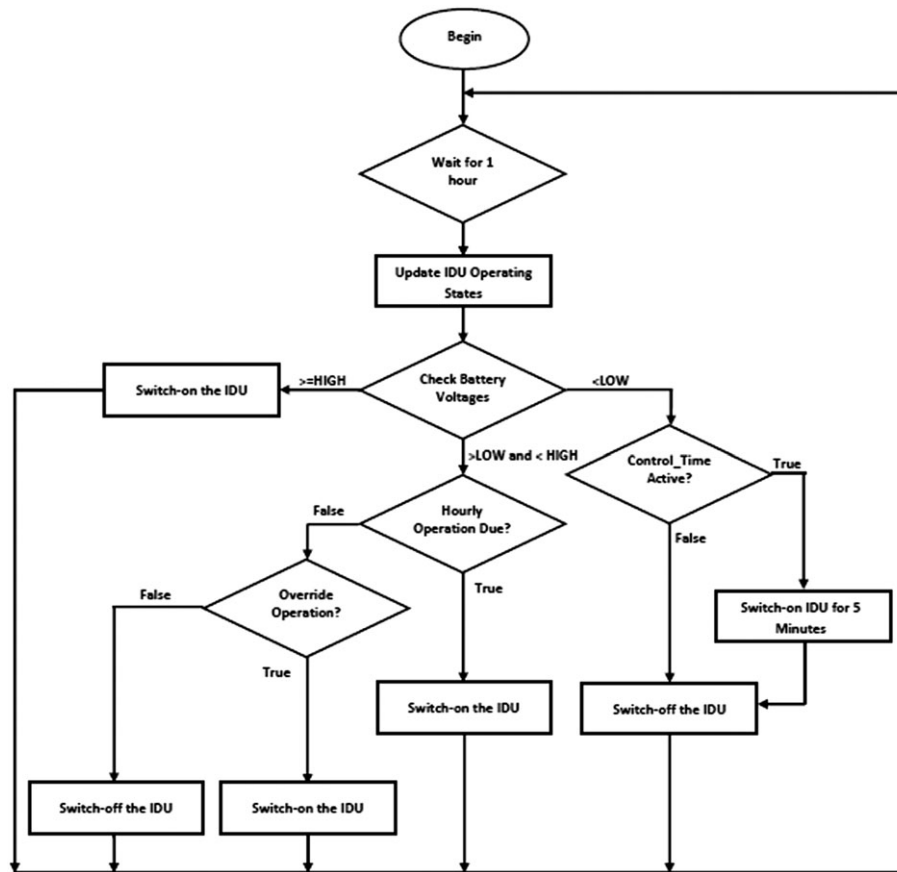 Begin
Wait for 1
hour
Update IDU Operating
States
Check Battery
Voltages
>=HIGH
Switch-on the IDU
<LOW
>LOW and < HIGH
Control_Time
Active?
True
False
Switch-on IDU for 5
Minutes
Switch-off the IDU
Hourly
Operation Due?
False
True
Switch-on the IDU
Override
Operation?
False
True
Switch-off the IDU
Switch-on the IDU